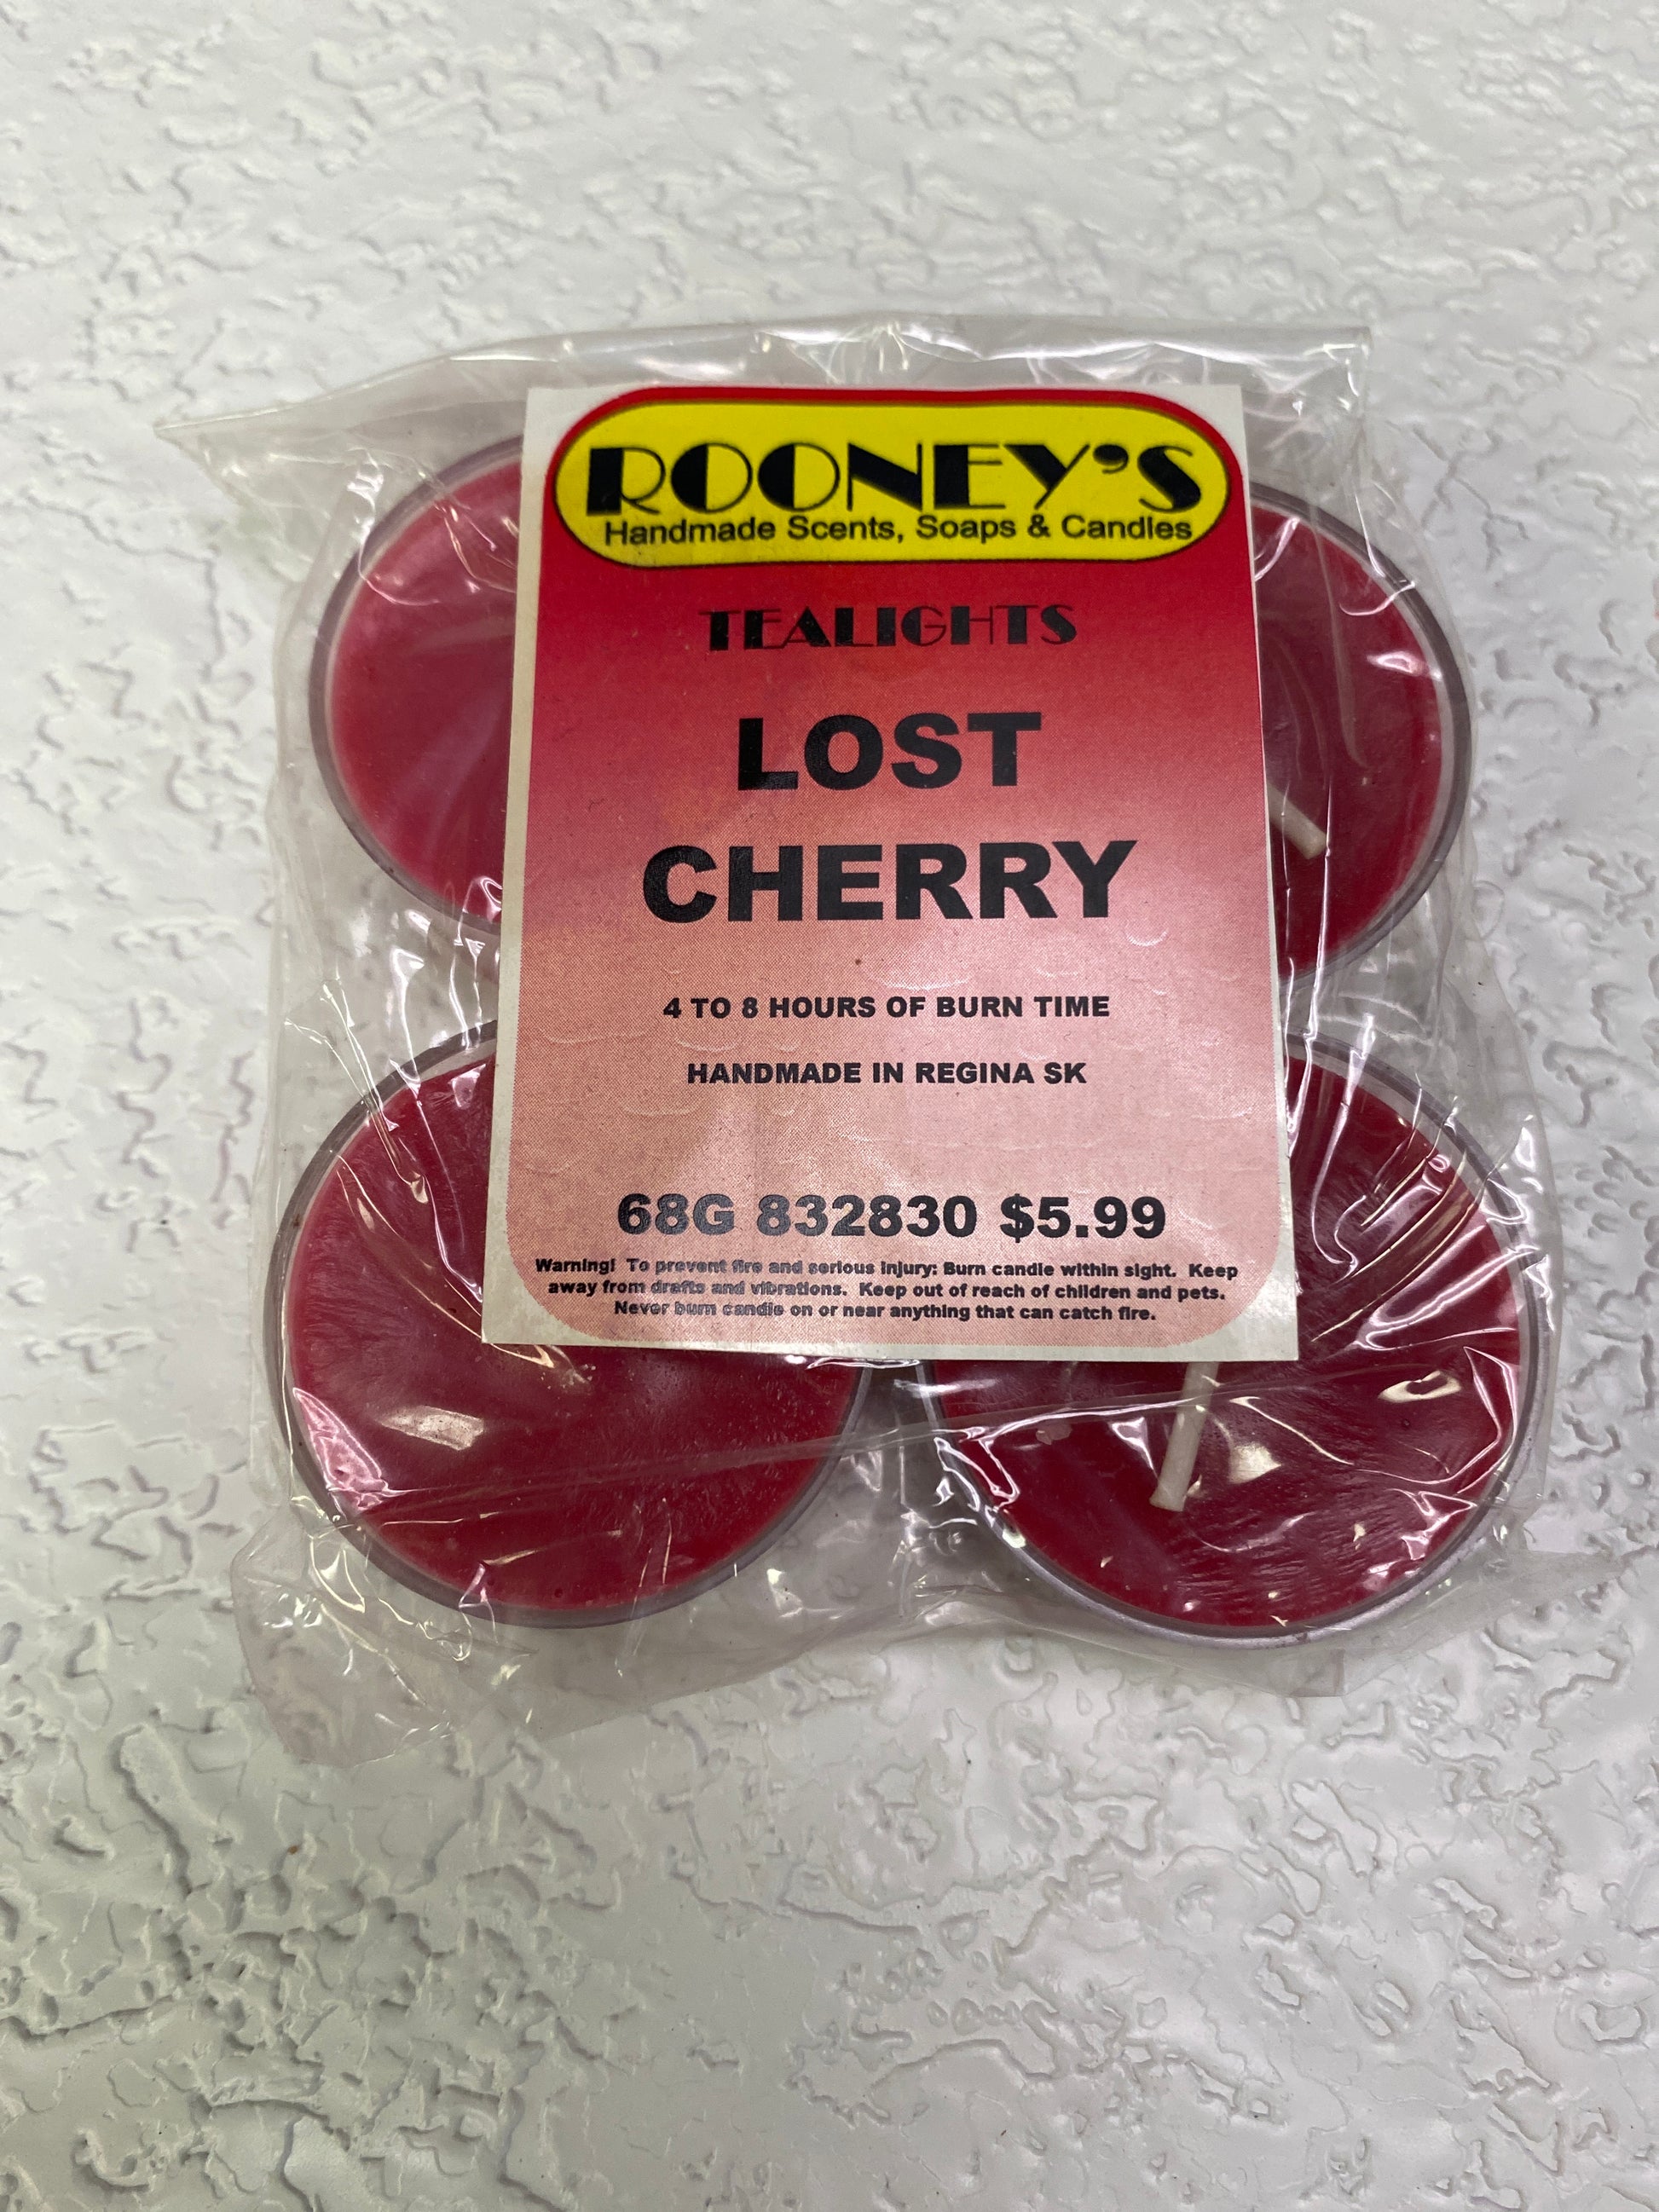 ROONEY'S
Handmade Scents, Soaps & Candles
TEALIGHTS
LOST
CHERRY
4 TO 8 HOURS OF BURN TIME
HANDMADE IN REGINA SK
68G 832830 $5.99
Warning! To prevent fire and serious injury: Burn candle within sight. Keep
away from drafts and vibrations. Keep out of reach of children and pets.
Never burn candle on or near anything that can catch fire.